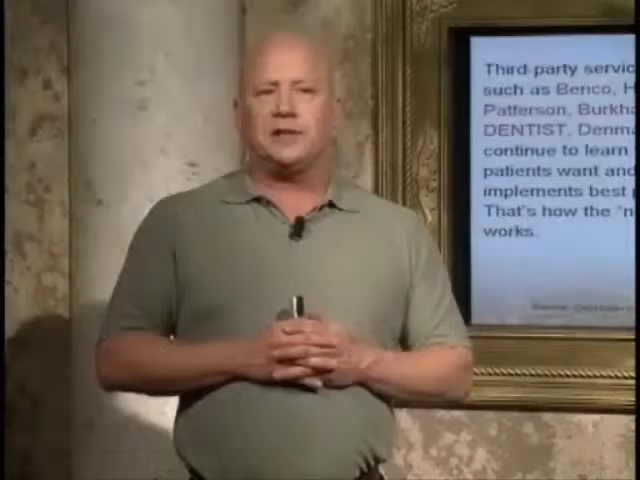 Third-party servic
such as Benco, H
Patterson, Burkha
DENTIST, Denm
continue to learn
patients want and
implements best
That's how the "n
works.